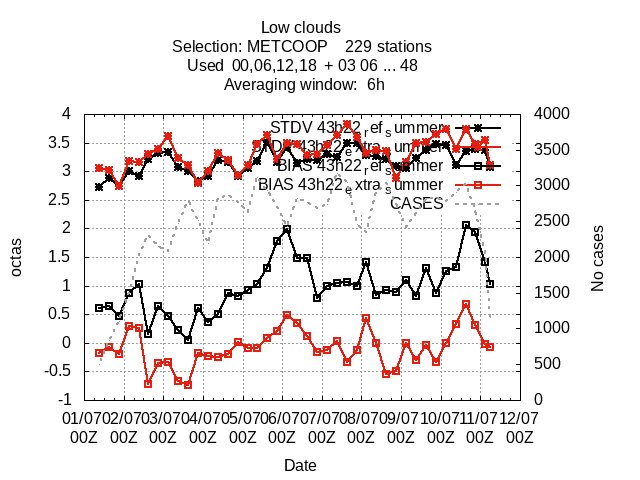 Low clouds
Selection: METCOOP 229 stations
Used 00,06,12,18 + 03 06 ... 48
Averaging window: 6h
4
3.5
3
2.5
2
1.5
1
0.5
0
-0.5
-1
octas
STDV 43h22_ref_summer
43h22_extra_summer
BIAS 43h22_ref_summer
BIAS 43h22_extra_summer
CASES
4000
3500
3000
2500
2000
1500
1000
500
0
No cases
01/07 02/07 03/07 04/07 05/07 06/07 07/07 08/07 09/07 10/07 11/07 12/07
00Z 00Z 00Z 00Z 00Z 00Z 00Z 00Z 00Z 00Z 00Z 00Z
Date